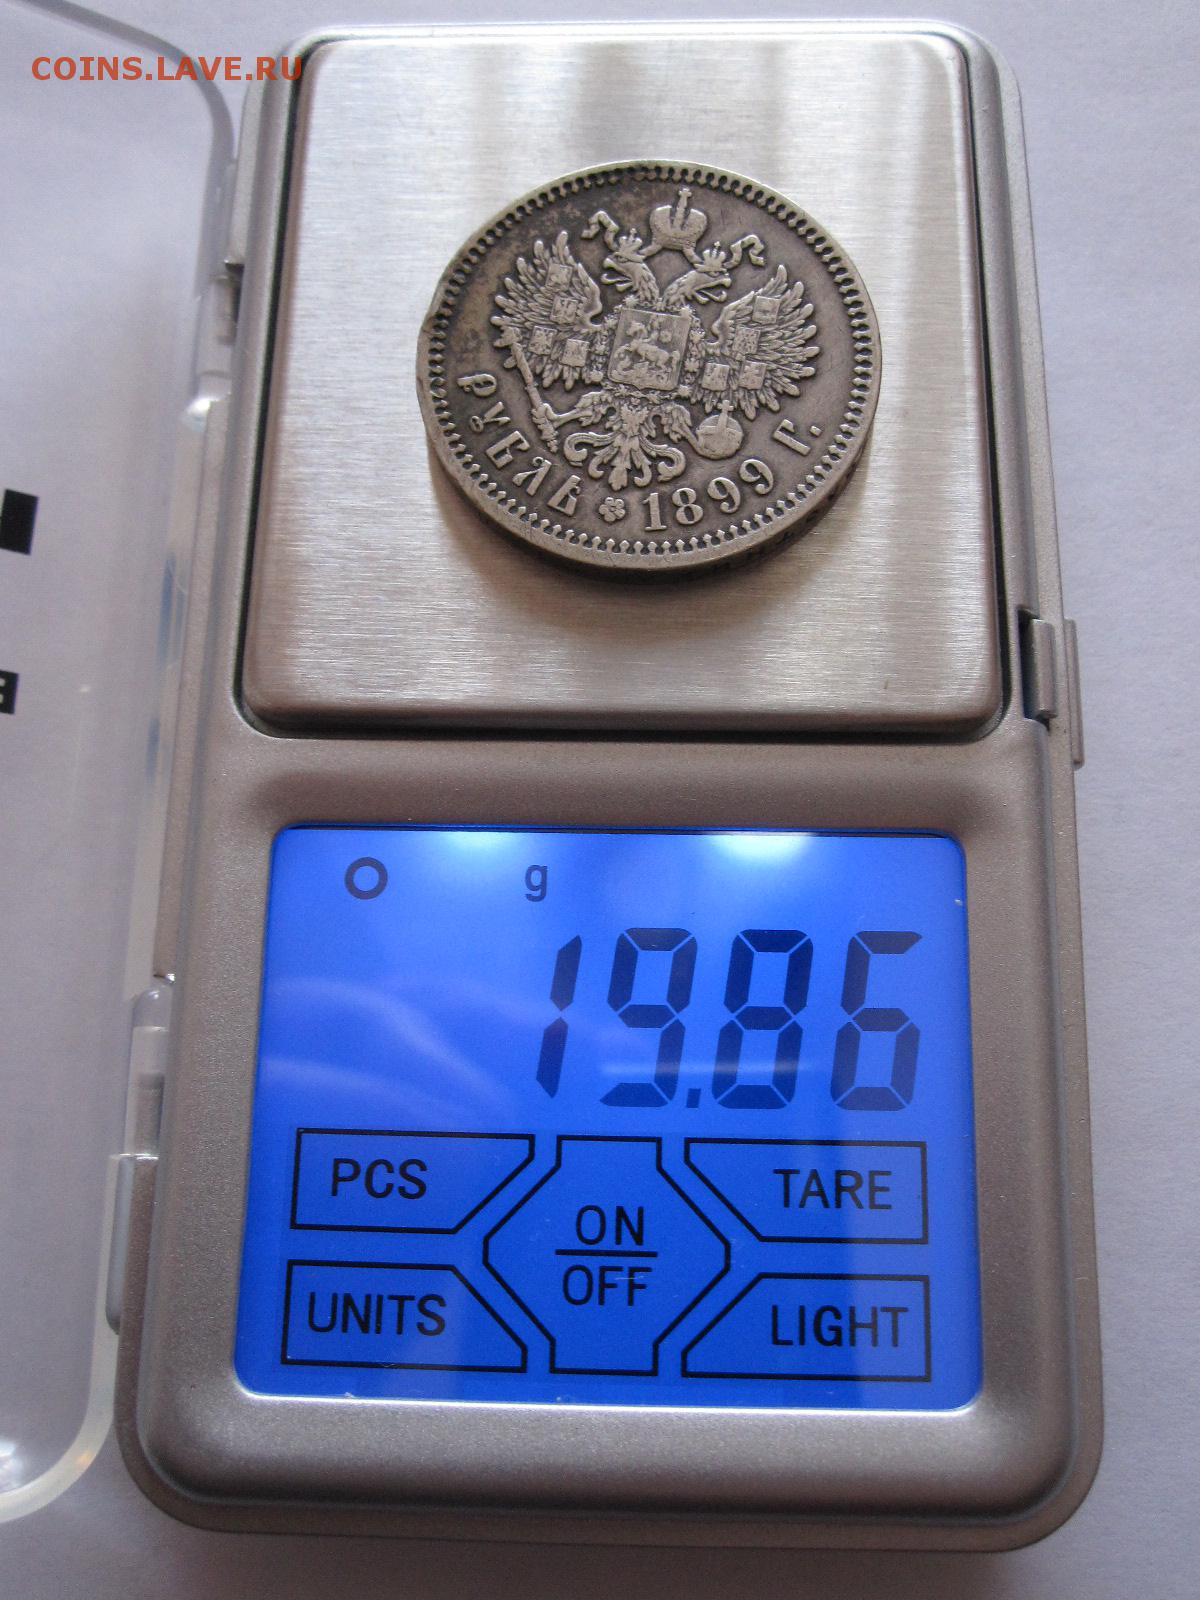 COINS.LAVE.RU
РУБЛЬ 1899 Г.
g
19.86
PCS
TARE
ON
OFF
UNITS
LIGHT